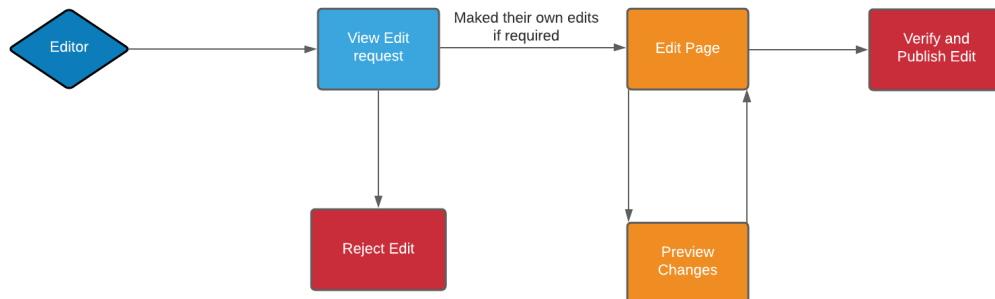 Editor
View Edit
request
Maked their own edits
if required
Edit Page
Verify and
Publish Edit
Reject Edit
Preview
Changes